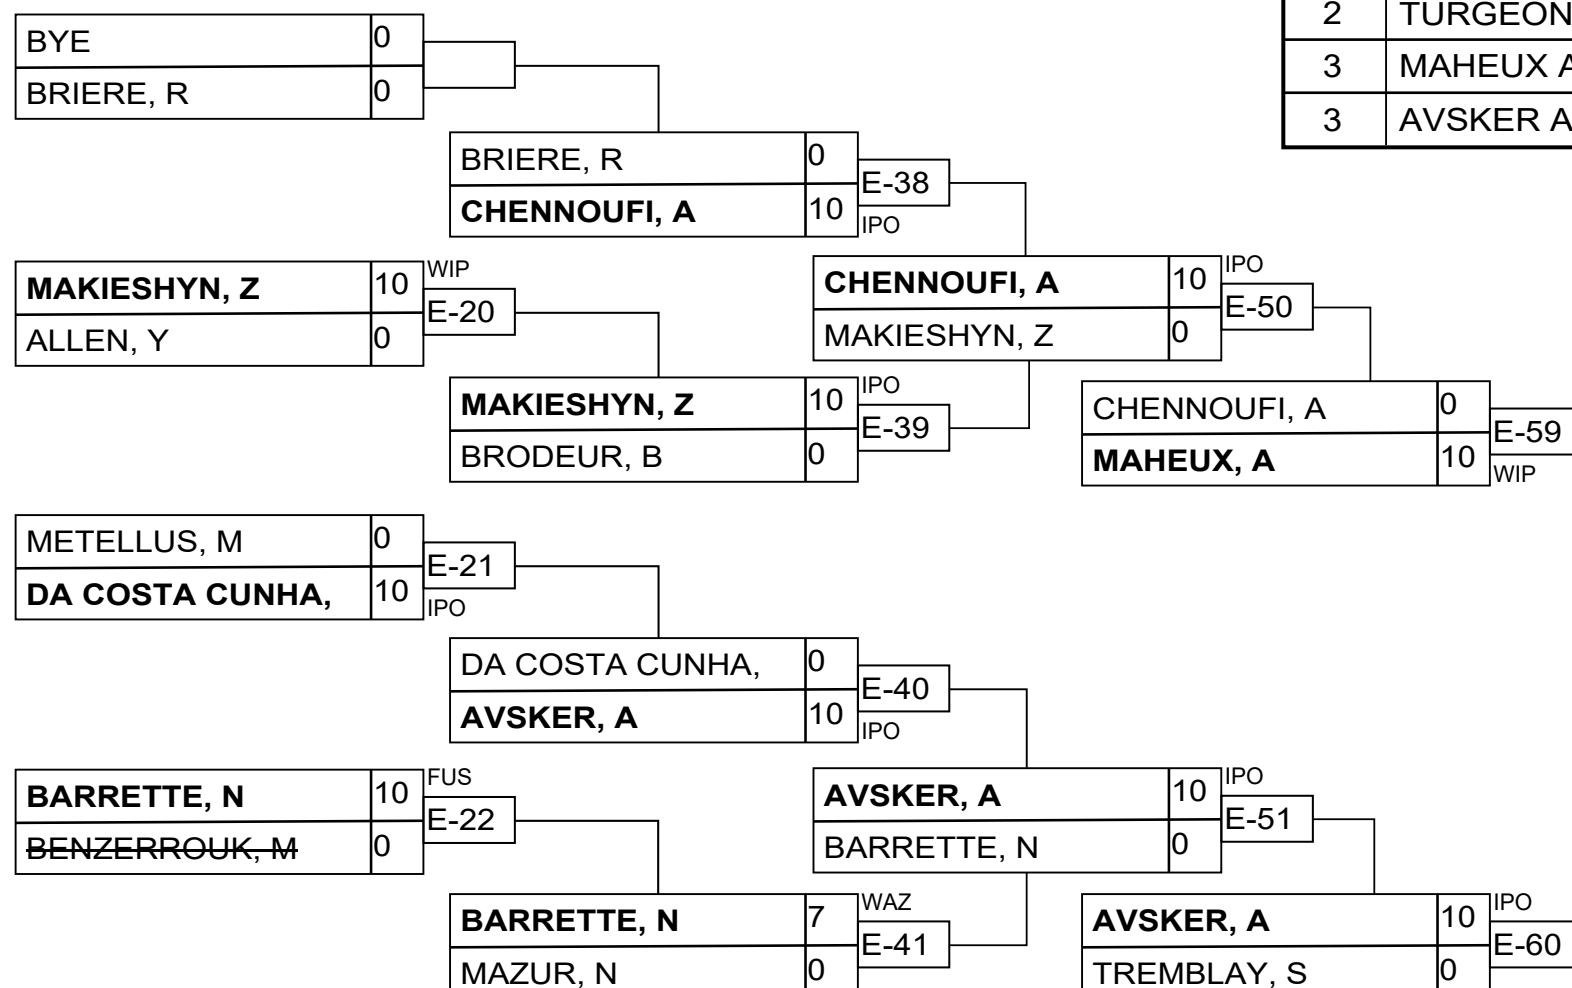 2 TURGEON
3 MAHEUX A
3 AVSKER A
BYE 0
BRIERE, R 0
BRIERE, R 0
E-38
CHENNOUFI, A 10
IPO
MAKIESHYN, Z 10 WIP
E-20
ALLEN, Y 0
CHENNOUFI, A 10 IPO
E-50
MAKIESHYN, Z 0
MAKIESHYN, Z 10 IPO
E-39
BRODEUR, B 0
CHENNOUFI, A 0
E-59
MAHEUX, A 10
WIP
METELLUS, M 0
E-21
DA COSTA CUNHA, 10
IPO
DA COSTA CUNHA, 0
E-40
AVSKER, A 10
IPO
BARRETTE, N 10 FUS
E-22
BENZERROUK, M 0
AVSKER, A 10 IPO
E-51
BARRETTE, N 0
BARRETTE, N 7 WAZ
E-41
MAZUR, N 0
AVSKER, A 10 IPO
E-60
TREMBLAY, S 0